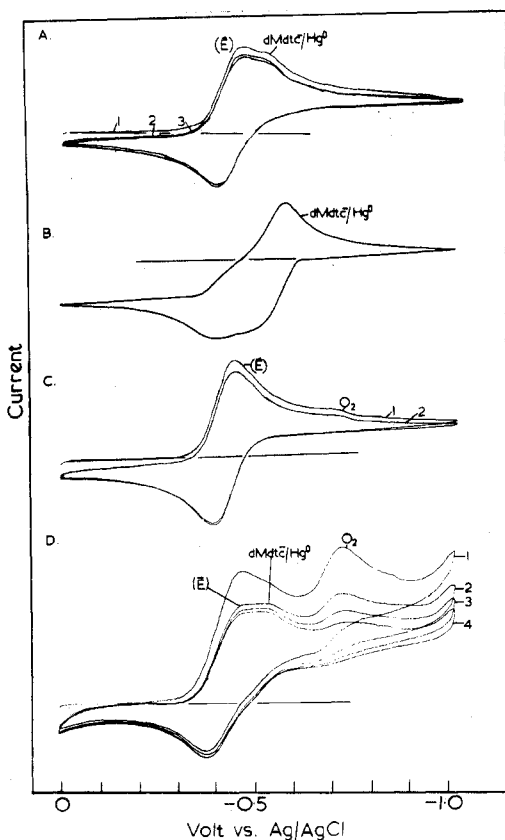 A.
(Ē)
dMdtc̄/Hg⁰
1
2
3
B.
dMdtc̄/Hg⁰
C.
(Ē)
O₂
1
2
D.
(Ē)
dMdtc̄/Hg⁰
O₂
1
2
3
4
Current
0
-0.5
-1.0
Volt vs. Ag/AgCl